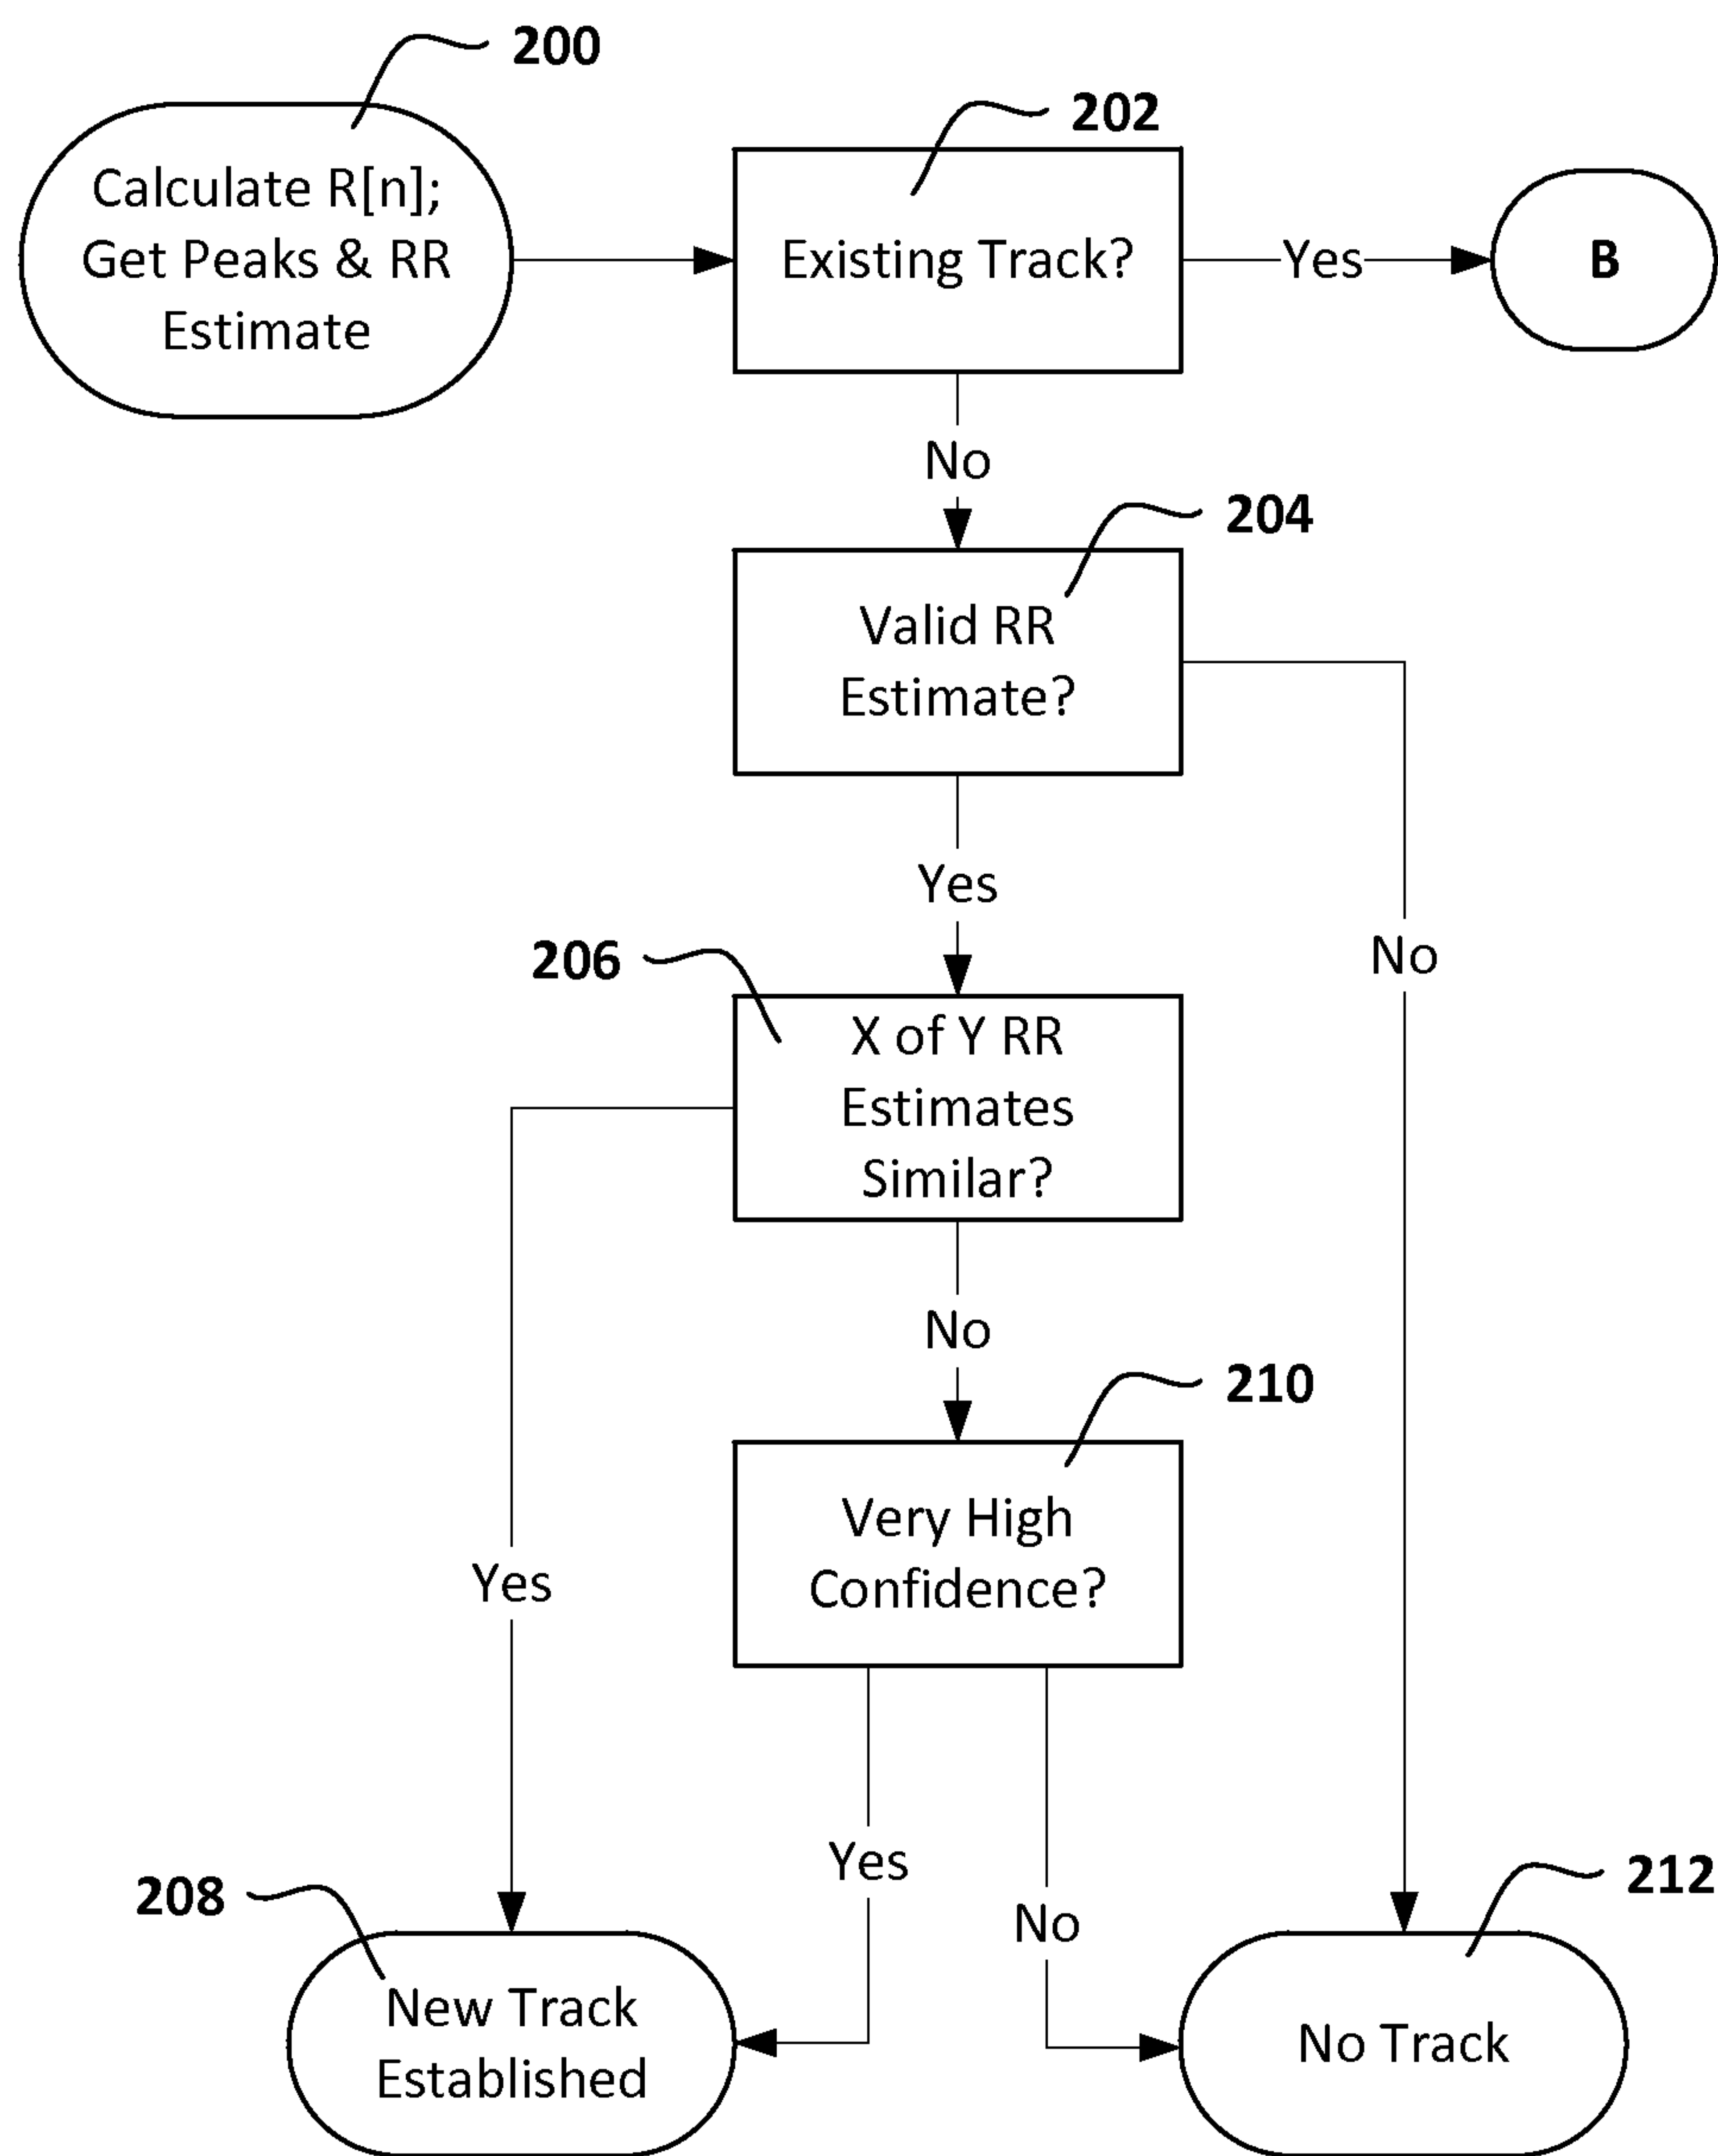 200
Calculate R[n];
Get Peaks & RR
Estimate
202
Existing Track?
Yes
B
No
204
Valid RR
Estimate?
Yes
No
206
X of Y RR
Estimates
Similar?
Yes
No
210
Very High
Confidence?
Yes
No
208
New Track
Established
212
No Track